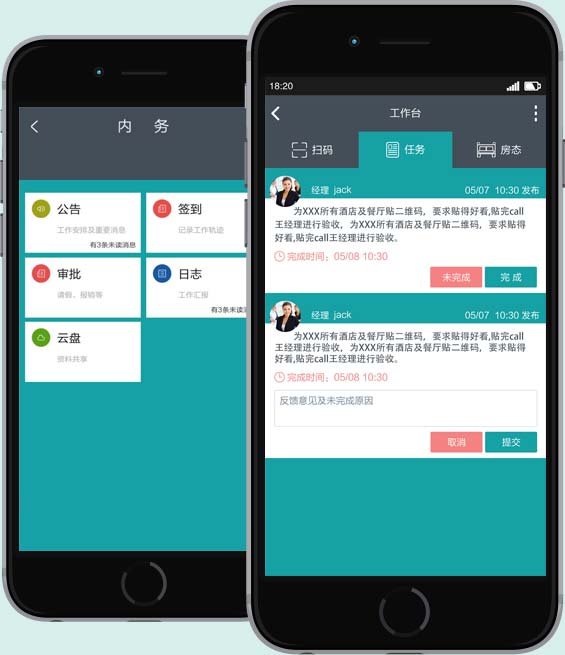 内 务
公告
工作安排及重要消息
有3条未读消息
签到
记录工作轨迹
审批
请假、报销等
日志
工作汇报
有3条未读消
云盘
资料共享
18:20
工作台
扫码
任务
房态
经理 jack
05/07 10:30 发布
为XXX所有酒店及餐厅贴二维码，要求贴得好看,贴完call
王经理进行验收，为XXX所有酒店及餐厅贴二维码，要求贴得
好看,贴完call王经理进行验收。
完成时间：05/08 10:30
未完成
完 成
经理 jack
05/07 10:30 发布
为XXX所有酒店及餐厅贴二维码，要求贴得好看,贴完call
王经理进行验收，为XXX所有酒店及餐厅贴二维码，要求贴得
好看,贴完call王经理进行验收。
完成时间：05/08 10:30
反馈意见及未完成原因
取消
提交